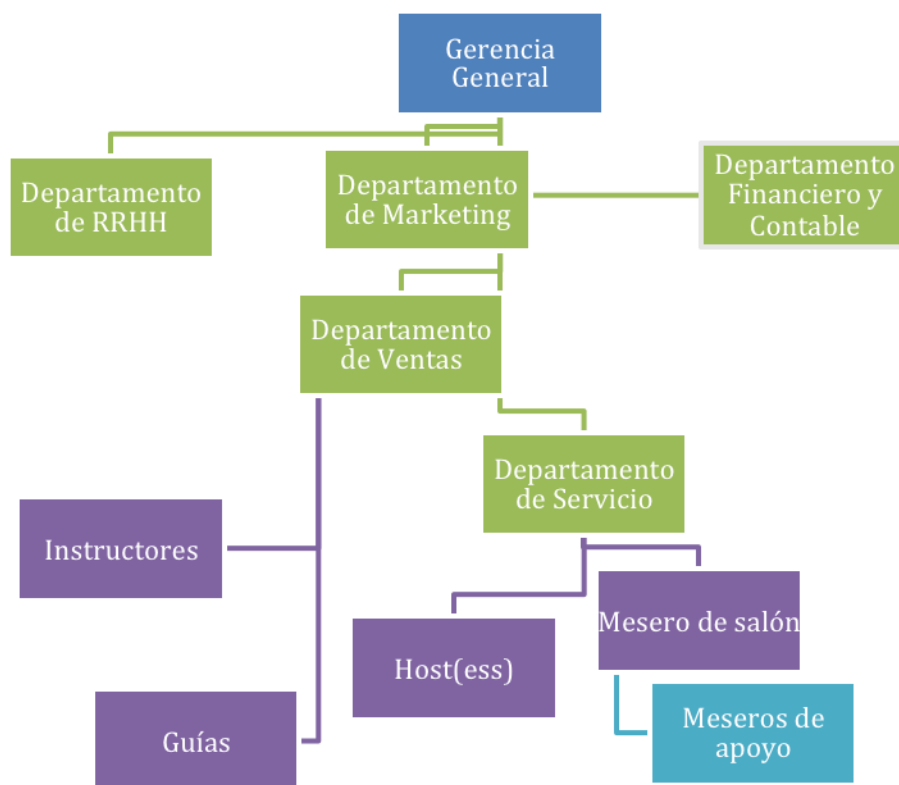 Gerencia
General
Departamento
de RRHH
Departamento
de Marketing
Departamento
Financiero y
Contable
Departamento
de Ventas
Departamento
de Servicio
Instructores
Mesero de salón
Host(ess)
Guías
Meseros de
apoyo